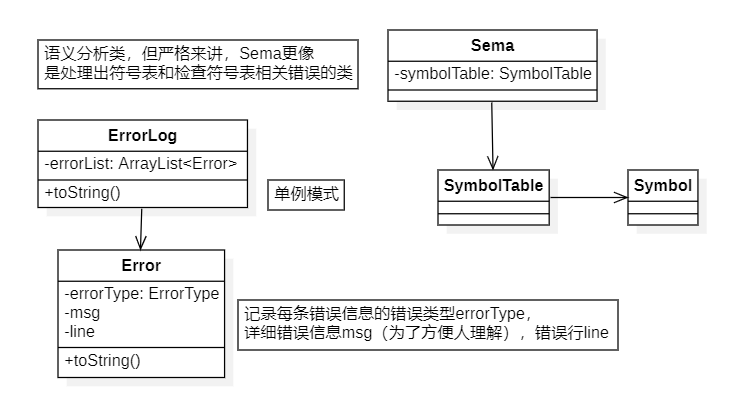 语义分析类，但严格来讲，Sema更像
是处理出符号表和检查符号表相关错误的类
Sema
-symbolTable: SymbolTable
ErrorLog
-errorList: ArrayList<Error>
+toString()
单例模式
SymbolTable
Symbol
Error
-errorType: ErrorType
-msg
-line
+toString()
记录每条错误信息的错误类型errorType，
详细错误信息msg（为了方便人理解），错误行line